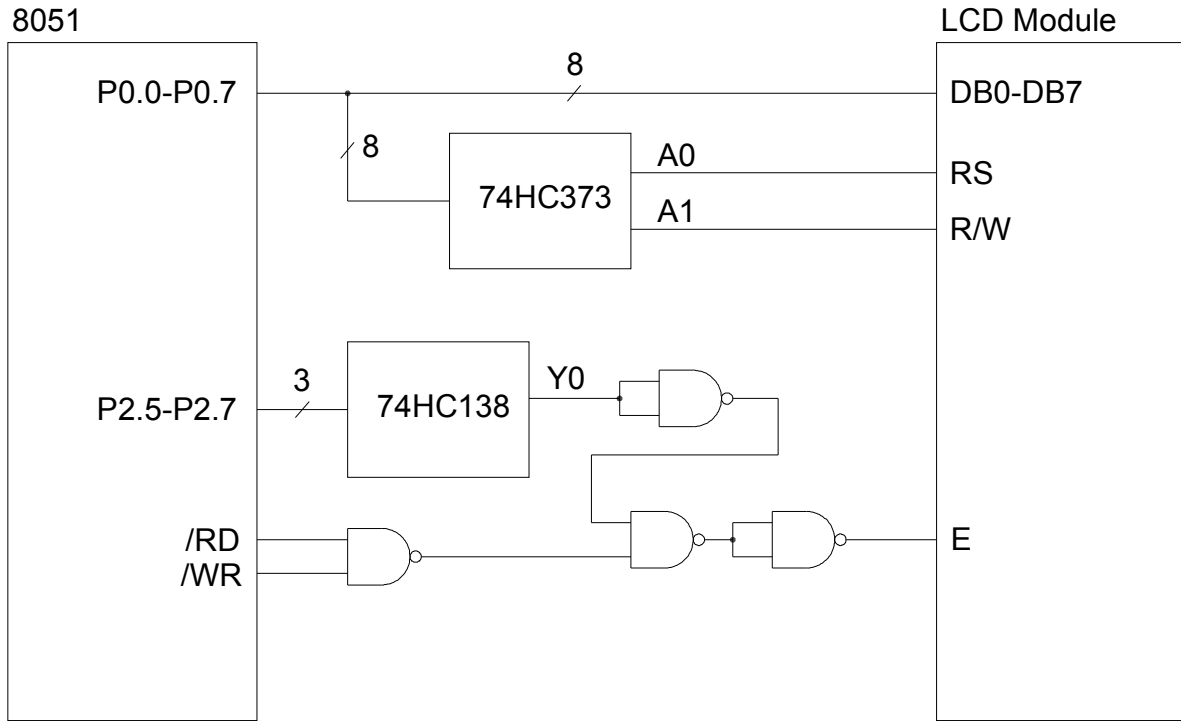 8051
LCD Module
P0.0-P0.7
8
DB0-DB7
8
74HC373
A0
RS
A1
R/W
P2.5-P2.7
3
74HC138
Y0
/RD
/WR
E